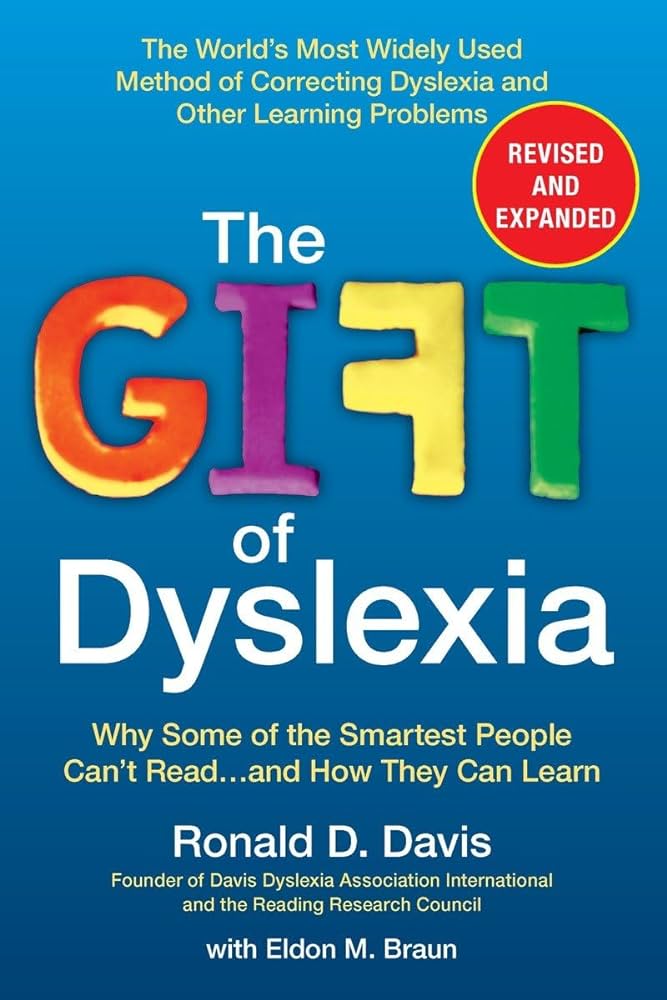 The World's Most Widely Used
Method of Correcting Dyslexia and
Other Learning Problems
REVISED
AND
EXPANDED
The
GIFT
of
Dyslexia
Why Some of the Smartest People
Can't Read...and How They Can Learn
Ronald D. Davis
Founder of Davis Dyslexia Association International
and the Reading Research Council
with Eldon M. Braun